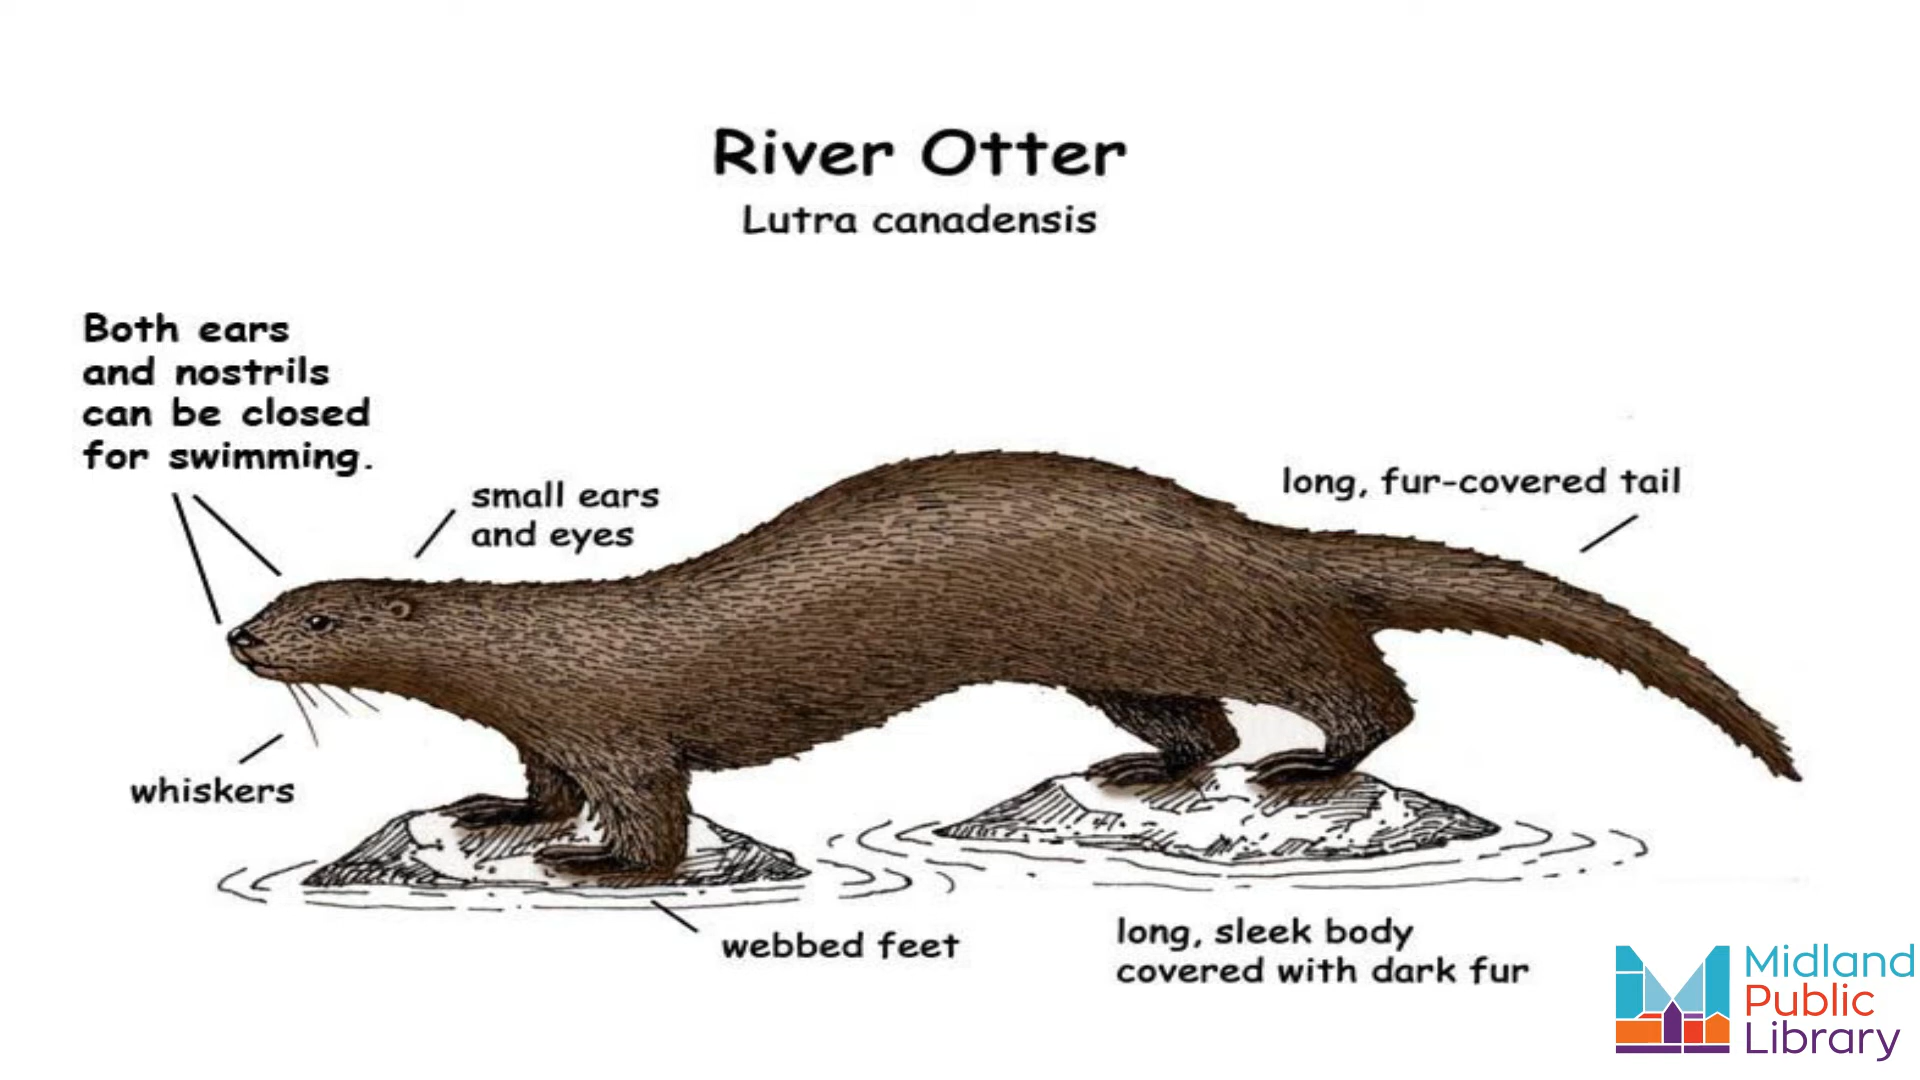 River Otter
Lutra canadensis
Both ears
and nostrils
can be closed
for swimming.
small ears
and eyes
long, fur-covered tail
whiskers
webbed feet
long, sleek body
covered with dark fur
Midland
Public
Library